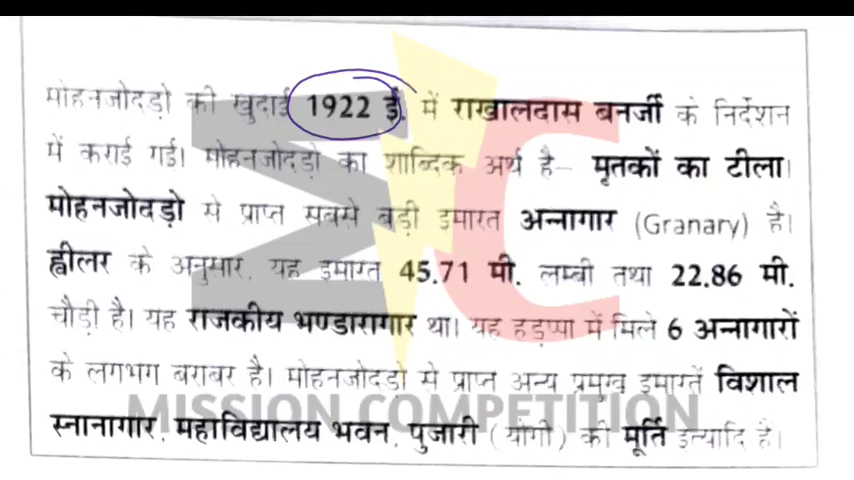 मोहनजोदड़ो की खुदाई 1922 ई. में राखालदास बनर्जी के निर्देशन
में कराई गई। मोहनजोदड़ो का शाब्दिक अर्थ है– मृतकों का टीला।
मोहनजोदड़ो से प्राप्त सबसे बड़ी इमारत अन्नागार (Granary) है।
ह्वीलर के अनुसार, यह इमारत 45.71 मी. लम्बी तथा 22.86 मी.
चौड़ी है। यह राजकीय भण्डारागार था। यह हड़प्पा में मिले 6 अन्नागारों
के लगभग बराबर है। मोहनजोदड़ो से प्राप्त अन्य प्रमुख इमारतें विशाल
स्नानागार, महाविद्यालय भवन, पुजारी (योगी) की मूर्ति इत्यादि है।
MISSION COMPETITION